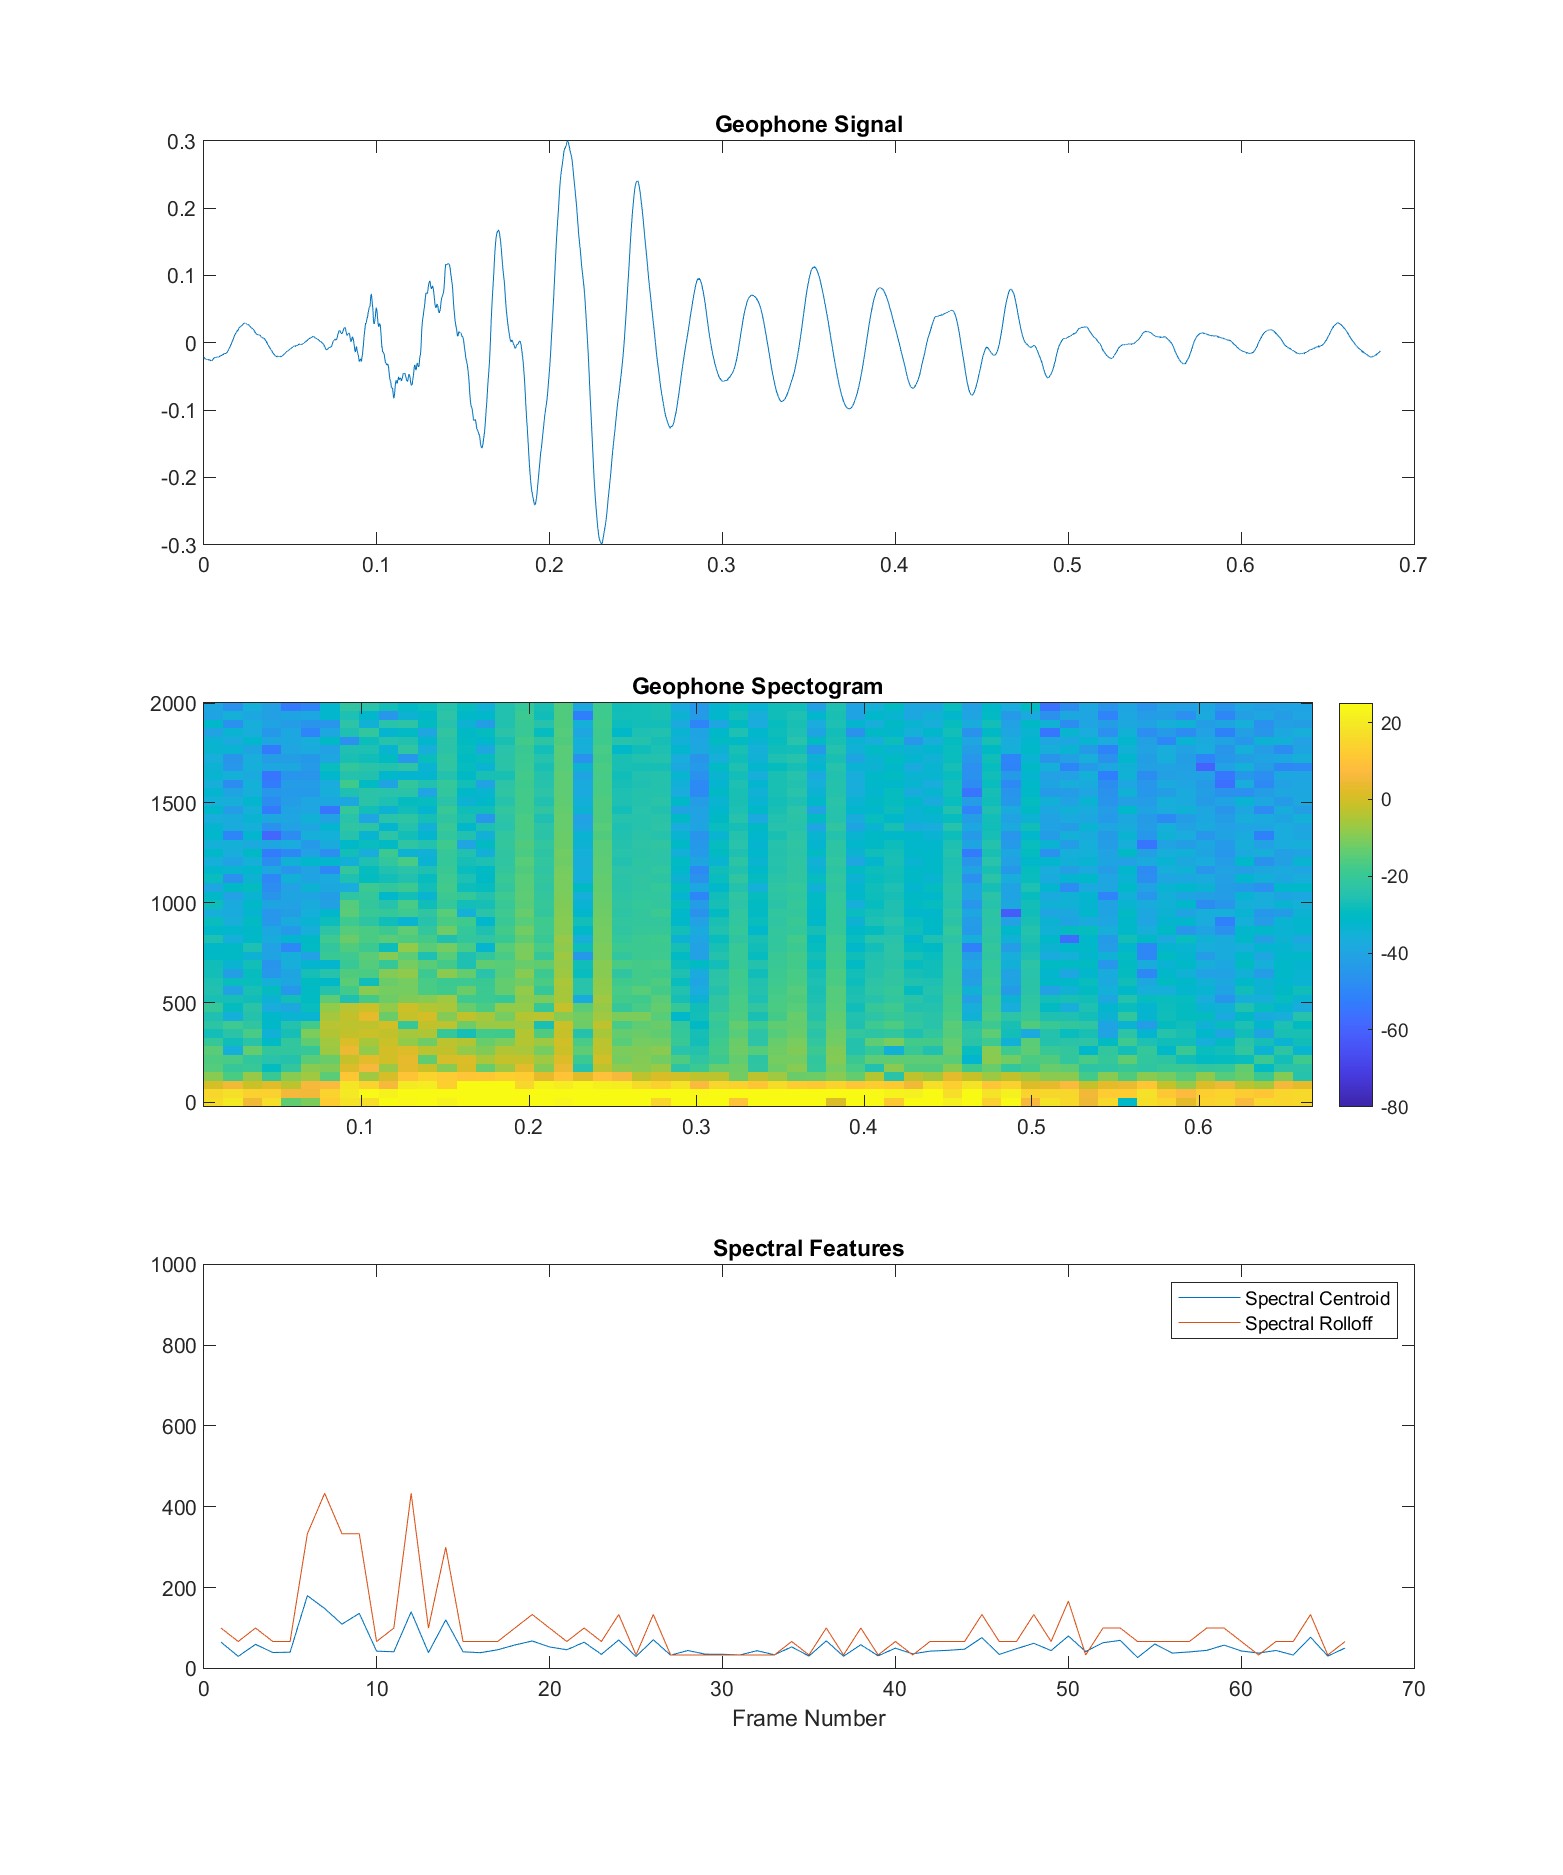 Geophone Signal
0.3
0.2
0.1
0
-0.1
-0.2
-0.3
0 0.1 0.2 0.3 0.4 0.5 0.6 0.7
Geophone Spectogram
2000
1500
1000
500
0
0.1 0.2 0.3 0.4 0.5 0.6
20
0
-20
-40
-60
-80
Spectral Features
1000
800
600
400
200
0
Spectral Centroid
Spectral Rolloff
0 10 20 30 40 50 60 70
Frame Number